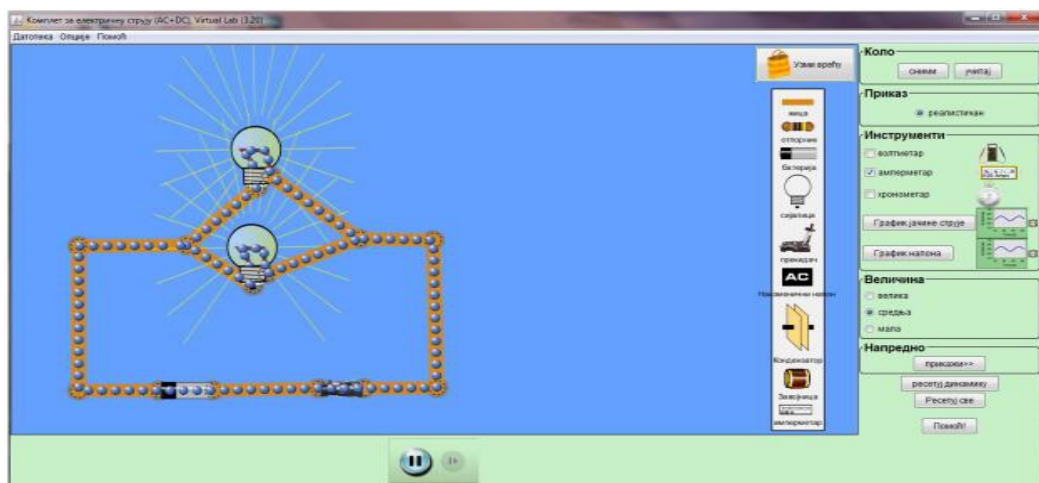 Комплет за електричну струју (AC+DC), Virtual Lab (3.20)
Датотека Опције Помоћ
Узми врећу
жица
отпорник
батерија
сијалица
прекидач
AC
Наизменични напон
Кондензатор
Завојница
амперметар
Коло
сними учитај
Приказ
реалистичан
Инструменти
волтметар
амперметар
хронометар
График јачине струје
График напона
Величина
велика
средња
мала
Напредно
прикажи>>
ресетуј динамику
Ресетуј све
Помоћ!